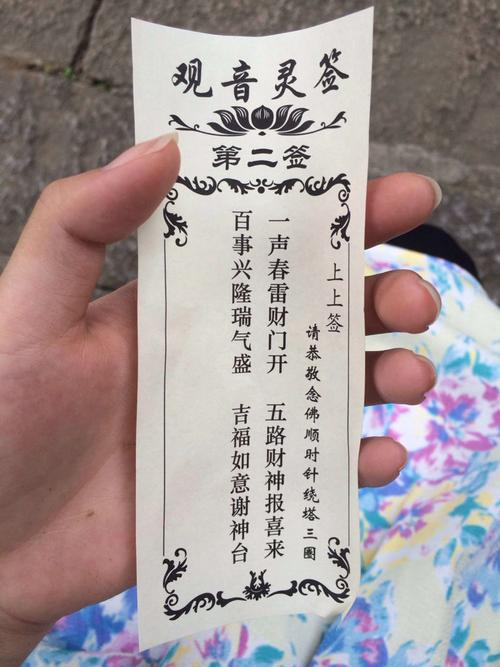 观音灵签
第二签
上上签
请恭敬念佛顺时针绕塔三圈
一声春雷财门开 五路财神报喜来
百事兴隆瑞气盛 吉福如意谢神台